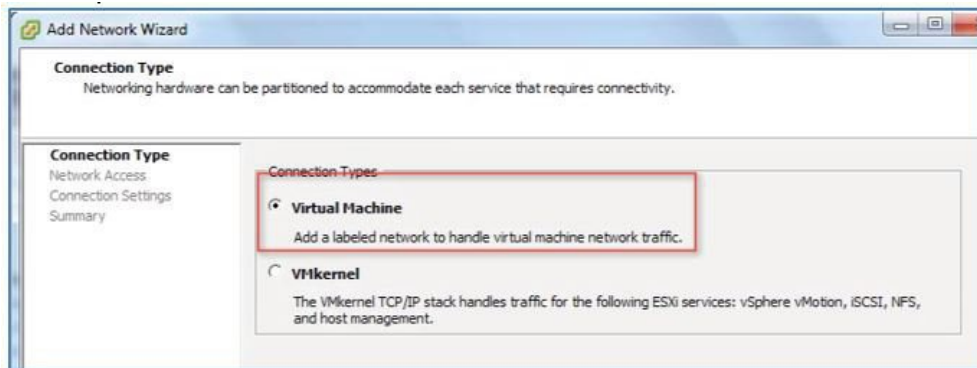 Add Network Wizard
Connection Type
Networking hardware can be partitioned to accommodate each service that requires connectivity.
Connection Type
Network Access
Connection Settings
Summary
Connection Types
Virtual Machine
Add a labeled network to handle virtual machine network traffic.
VMkernel
The VMkernel TCP/IP stack handles traffic for the following ESXi services: vSphere vMotion, iSCSI, NFS,
and host management.